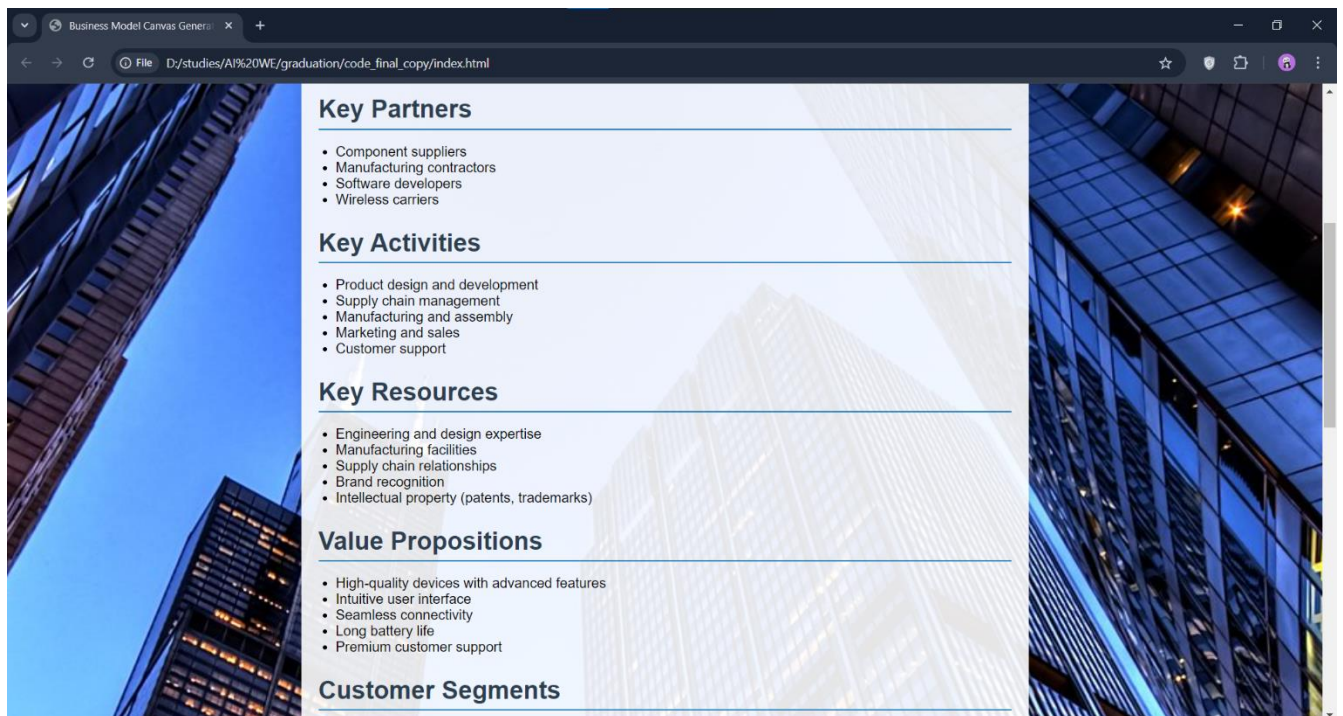 Business Model Canvas Genera
File
D:/studies/AI%20WE/graduation/code_final_copy/index.html
Key Partners
Component suppliers
Manufacturing contractors
Software developers
Wireless carriers
Key Activities
Product design and development
Supply chain management
Manufacturing and assembly
Marketing and sales
Customer support
Key Resources
Engineering and design expertise
Manufacturing facilities
Supply chain relationships
Brand recognition
Intellectual property (patents, trademarks)
Value Propositions
High-quality devices with advanced features
Intuitive user interface
Seamless connectivity
Long battery life
Premium customer support
Customer Segments